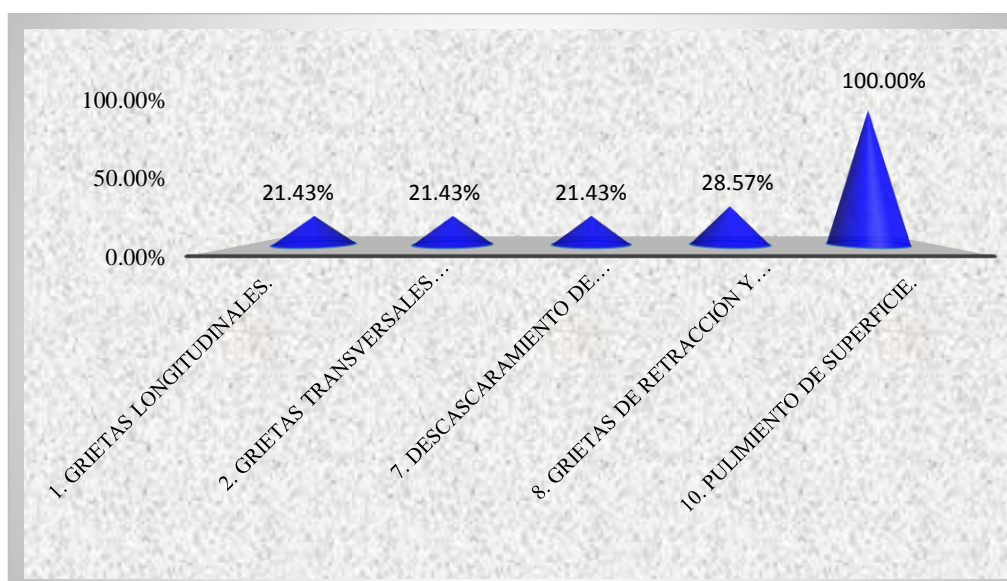 100.00%
100.00%
50.00%
28.57%
21.43%
21.43%
21.43%
0.00%
1. GRIETAS LONGITUDINALES.
2. GRIETAS TRANSVERSALES…
7. DESCASCARAMIENTO DE…
8. GRIETAS DE RETRACCIÓN Y…
10. PULIMIENTO DE SUPERFICIE.